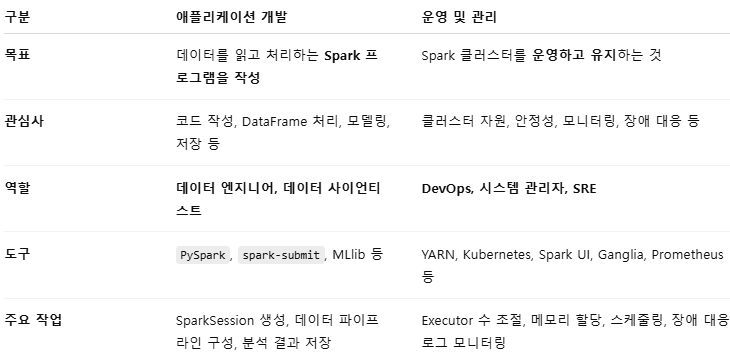 구분 애플리케이션 개발 운영 및 관리
목표 데이터를 읽고 처리하는 Spark 프 Spark 클러스터를 운영하고 유지하는 것
로그램을 작성
관심사 코드 작성, DataFrame 처리, 모델링, 클러스터 자원, 안정성, 모니터링, 장애 대응 등
저장 등
역할 데이터 엔지니어, 데이터 사이언티 DevOps, 시스템 관리자, SRE
스트
도구 PySpark, spark-submit, MLlib 등 YARN, Kubernetes, Spark UI, Ganglia, Prometheus
등
주요 작업 SparkSession 생성, 데이터 파이프 Executor 수 조절, 메모리 할당, 스케줄링, 장애 대응
라인 구성, 분석 결과 저장 로그 모니터링